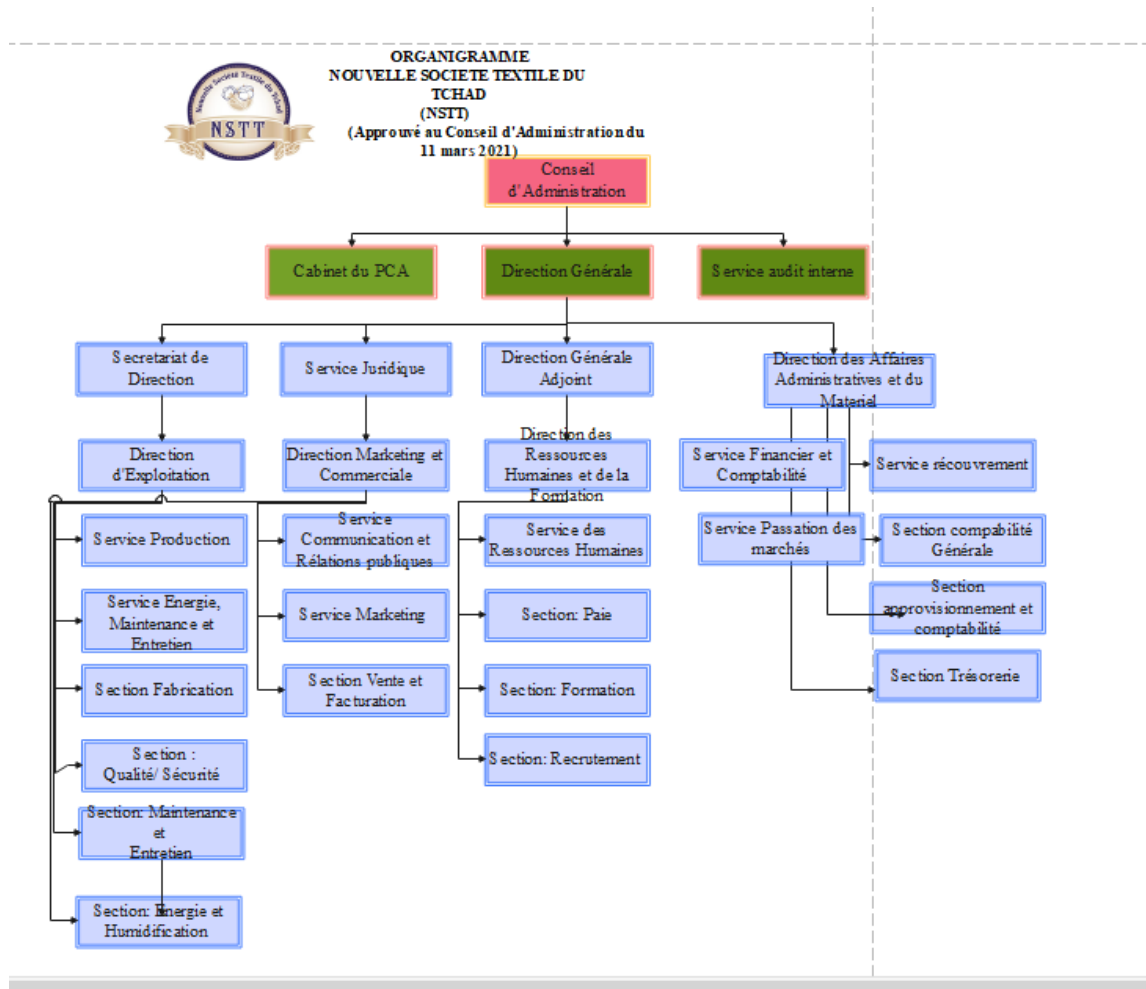 ORGANIGRAMME
NOUVELLE SOCIETE TEXTILE DU
TCHAD
(NSTT)
(Approuvé au Conseil d'Administration du
11 mars 2021)
Nouvelle Société Textile du Tchad
NSTT
Conseil
d'Administration
Cabinet du PCA
Direction Générale
Service audit interne
Secretariat de
Direction
Service Juridique
Direction Générale
Adjoint
Direction des Affaires
Administratives et du
Materiel
Direction
d'Exploitation
Direction Marketing et
Commerciale
Direction des
Ressources
Humaines et de la
Formation
Service Financier et
Comptabilité
Service récouvrement
Service Production
Service
Communication et
Rélations publiques
Service des
Ressources Humaines
Service Passation des
marchés
Section compabilité
Générale
Service Energie,
Maintenance et
Entretien
Service Marketing
Section: Paie
Section
approvisionnement et
comptabilité
Section Fabrication
Section Vente et
Facturation
Section: Formation
Section Trésorerie
Section :
Qualité/ Sécurité
Section: Recrutement
Section: Maintenance
et
Entretien
Section: Energie et
Humidification